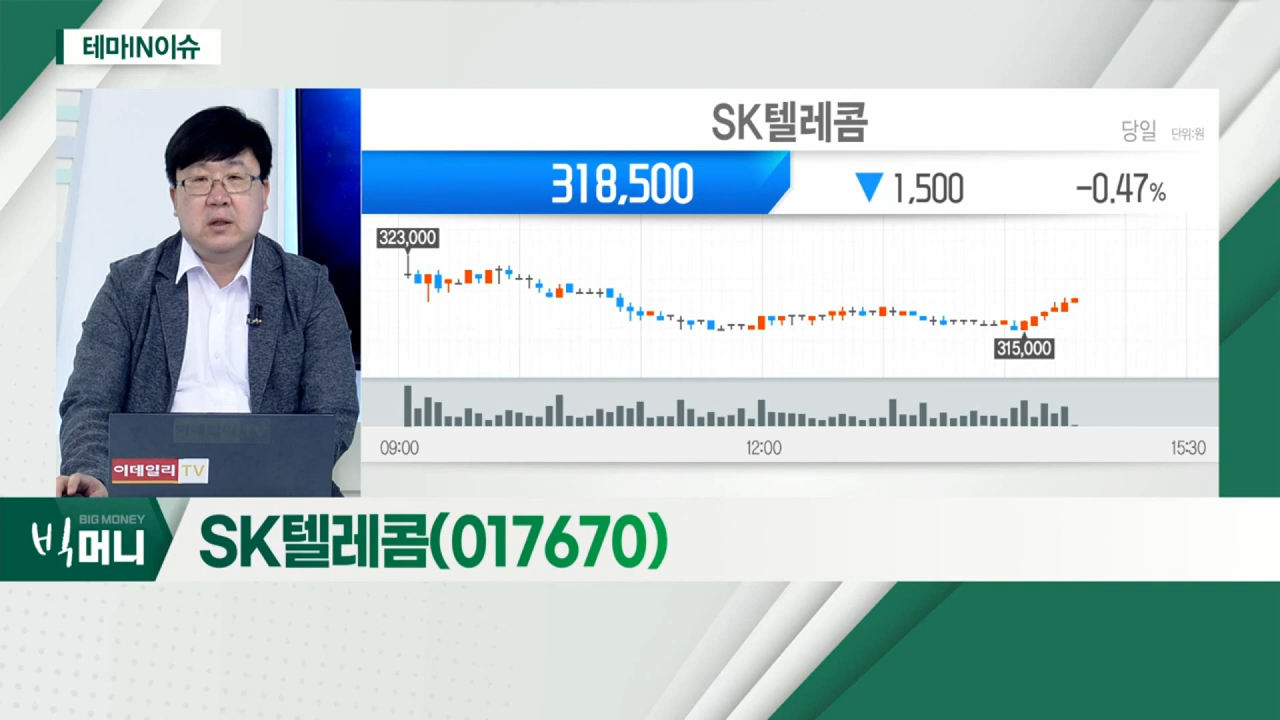 테마IN이슈
SK텔레콤
당일 단위:원
318,500 ▼1,500 -0.47%
323,000
315,000
09:00 12:00 15:30
이데일리TV
BIG MONEY
빅머니
SK텔레콤(017670)